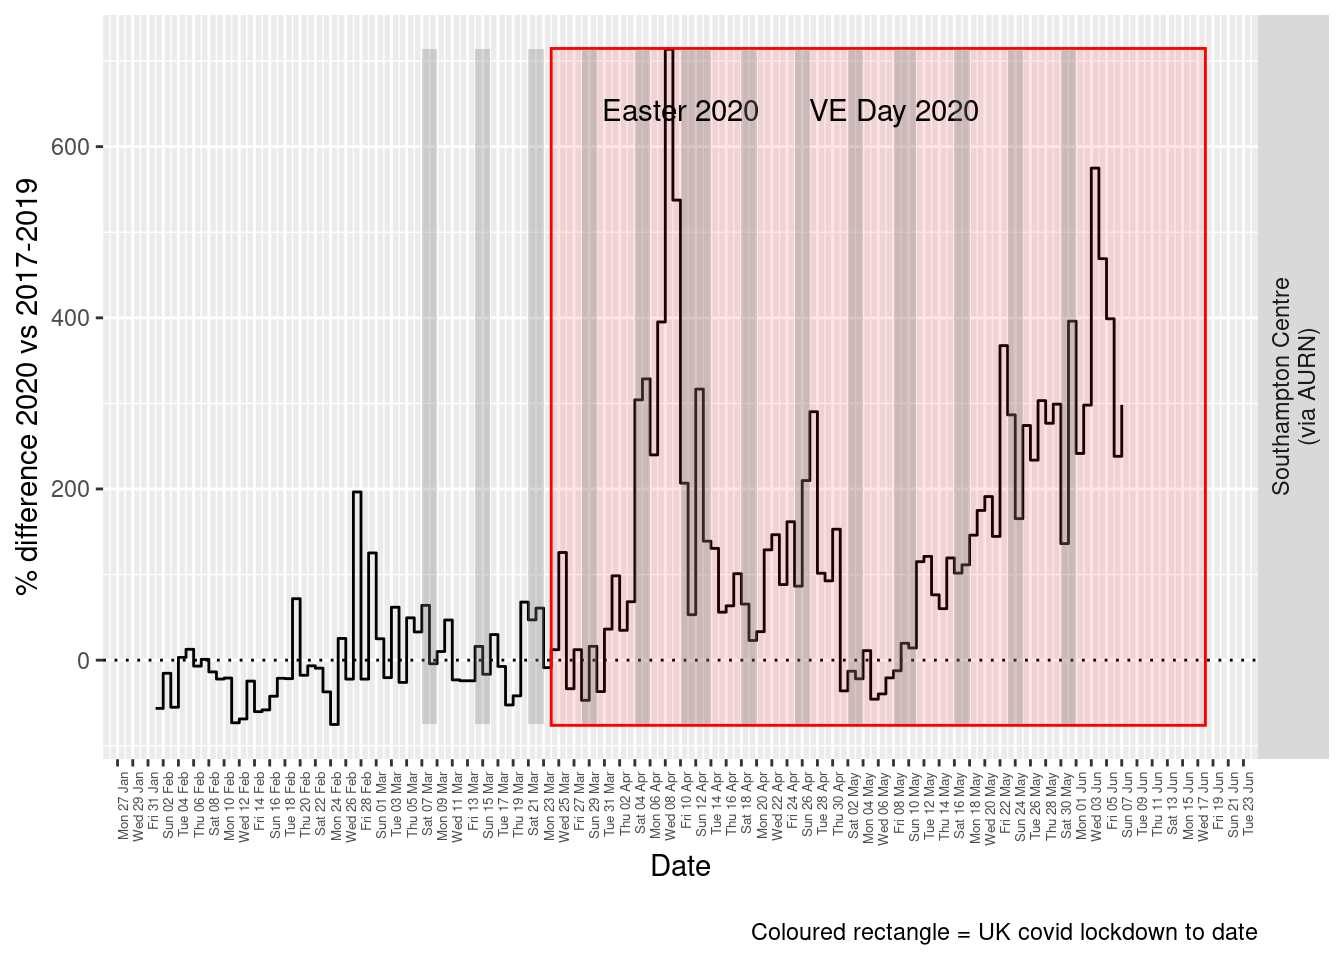 % difference 2020 vs 2017-2019
600
400
200
0
Easter 2020
VE Day 2020
Southampton Centre
(via AURN)
Mon 27 Jan
Wed 29 Jan
Fri 31 Jan
Sun 02 Feb
Tue 04 Feb
Thu 06 Feb
Sat 08 Feb
Mon 10 Feb
Wed 12 Feb
Fri 14 Feb
Sun 16 Feb
Tue 18 Feb
Thu 20 Feb
Sat 22 Feb
Mon 24 Feb
Wed 26 Feb
Fri 28 Feb
Sun 01 Mar
Tue 03 Mar
Thu 05 Mar
Sat 07 Mar
Mon 09 Mar
Wed 11 Mar
Fri 13 Mar
Sun 15 Mar
Tue 17 Mar
Thu 19 Mar
Sat 21 Mar
Mon 23 Mar
Wed 25 Mar
Fri 27 Mar
Sun 29 Mar
Tue 31 Mar
Thu 02 Apr
Sat 04 Apr
Mon 06 Apr
Wed 08 Apr
Fri 10 Apr
Sun 12 Apr
Tue 14 Apr
Thu 16 Apr
Sat 18 Apr
Mon 20 Apr
Wed 22 Apr
Fri 24 Apr
Sun 26 Apr
Tue 28 Apr
Thu 30 Apr
Sat 02 May
Mon 04 May
Wed 06 May
Fri 08 May
Sun 10 May
Tue 12 May
Thu 14 May
Sat 16 May
Mon 18 May
Wed 20 May
Fri 22 May
Sun 24 May
Tue 26 May
Thu 28 May
Sat 30 May
Mon 01 Jun
Wed 03 Jun
Fri 05 Jun
Sun 07 Jun
Tue 09 Jun
Thu 11 Jun
Sat 13 Jun
Mon 15 Jun
Wed 17 Jun
Fri 19 Jun
Sun 21 Jun
Tue 23 Jun
Date
Coloured rectangle = UK covid lockdown to date